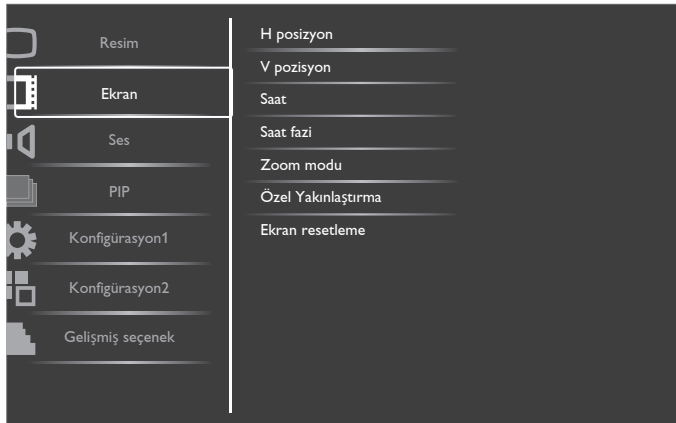 Resim
Ekran
Ses
PIP
Konfigürasyon1
Konfigürasyon2
Gelişmiş seçenek
H posizyon
V pozisyon
Saat
Saat fazi
Zoom modu
Özel Yakınlaştırma
Ekran resetleme